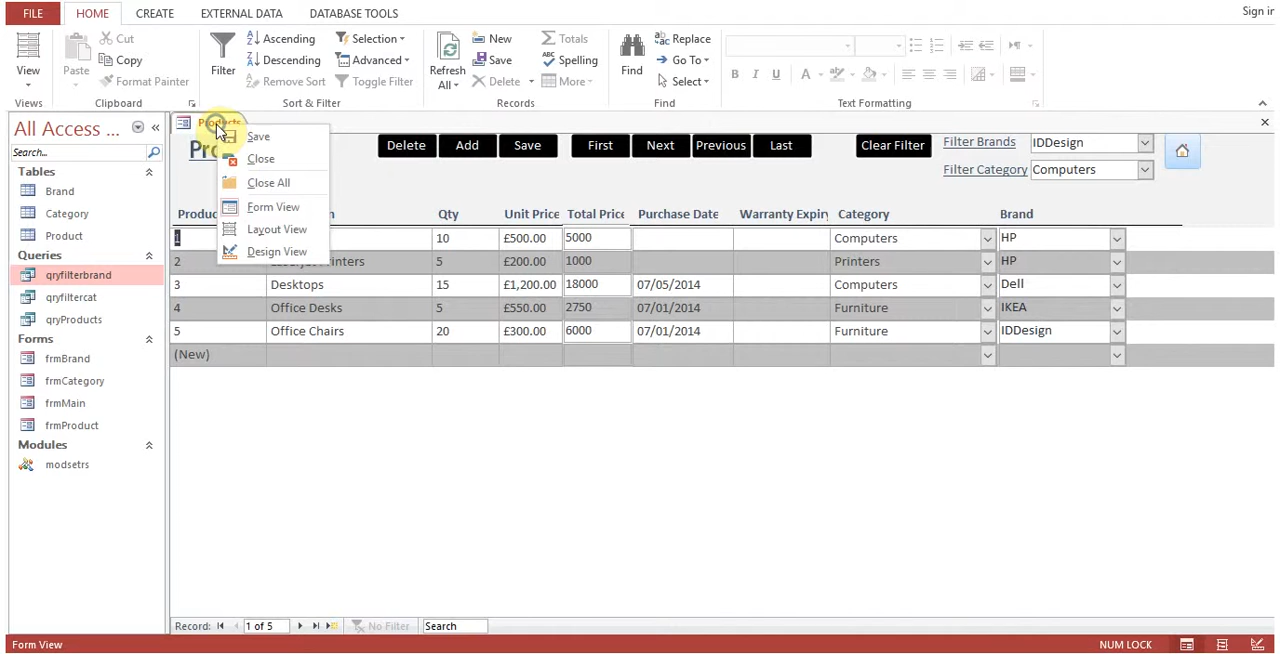 FILE HOME CREATE EXTERNAL DATA DATABASE TOOLS Sign in
View
Views
Paste
Cut
Copy
Format Painter
Clipboard
Filter
Ascending
Descending
Remove Sort
Selection
Advanced
Toggle Filter
Sort & Filter
Refresh
All
New
Save
Delete
Totals
Spelling
More
Records
Find
Replace
Go To
Select
Find
B I U A
Text Formatting
All Access ...
Search...
Tables
Brand
Category
Product
Queries
qryfilterbrand
qryfiltercat
qryProducts
Forms
frmBrand
frmCategory
frmMain
frmProduct
Modules
modsetrs
Products
Save
Close
Close All
Form View
Layout View
Design View
Delete Add Save First Next Previous Last Clear Filter
Filter Brands IDDesign
Filter Category Computers
Qty Unit Price Total Price Purchase Date Warranty Expiry Category Brand
1 10 £500.00 5000 Computers HP
2 Printers 5 £200.00 1000 Printers HP
3 Desktops 15 £1,200.00 18000 07/05/2014 Computers Dell
4 Office Desks 5 £550.00 2750 07/01/2014 Furniture IKEA
5 Office Chairs 20 £300.00 6000 07/01/2014 Furniture IDDesign
(New)
Record: 1 of 5 No Filter Search
Form View NUM LOCK